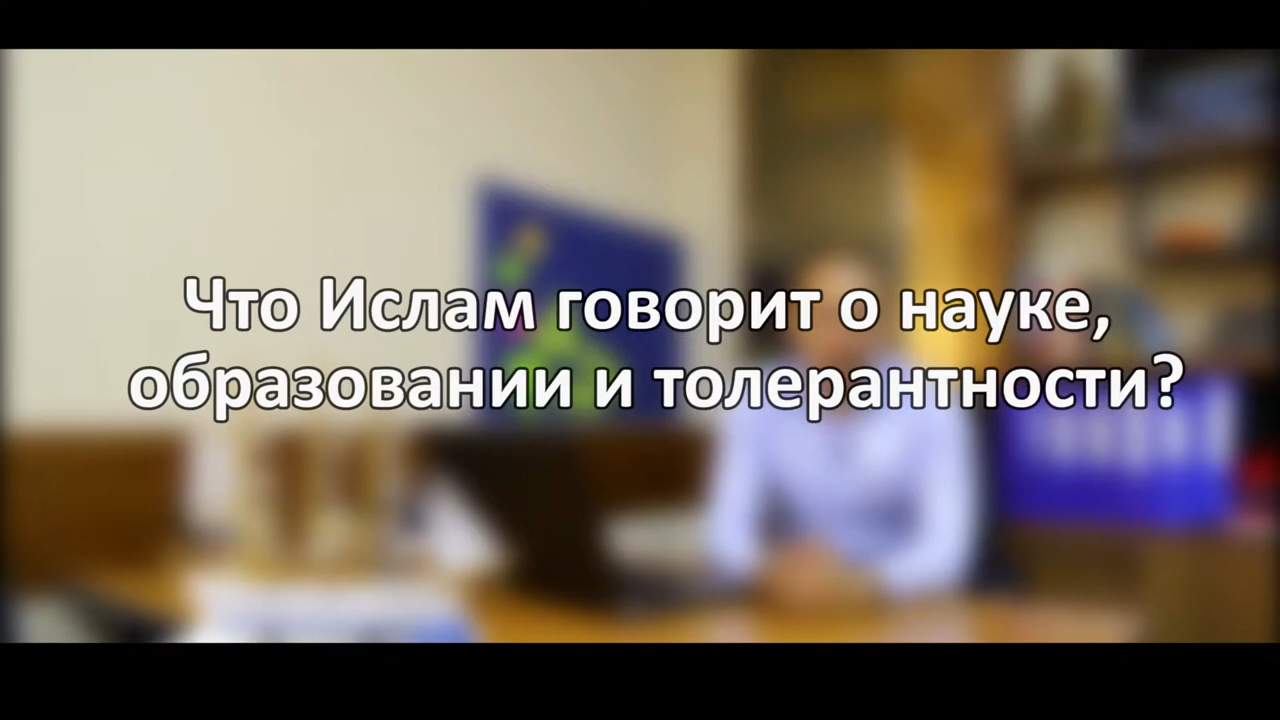 Что Ислам говорит о науке,
образовании и толерантности?